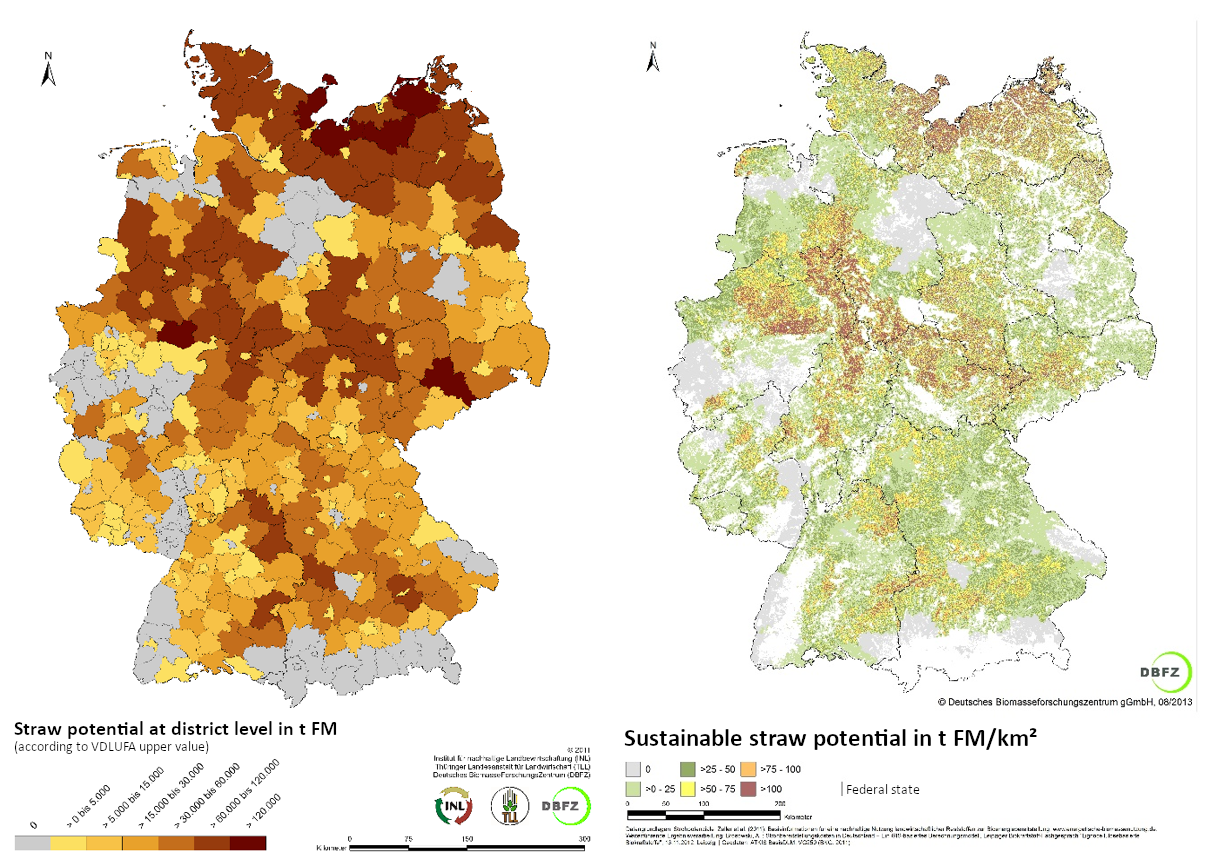 N
N
DBFZ
© Deutsches Biomasseforschungszentrum gGmbH, 08/2013
Straw potential at district level in t FM
(according to VDLUFA upper value)
0
> 0 bis 5.000
> 5.000 bis 15.000
> 15.000 bis 30.000
> 30.000 bis 60.000
> 60.000 bis 120.000
> 120.000
© 2011
Institut für nachhaltige Landbewirtschaftung (INL)
Thüringer Landesanstalt für Landwirtschaft (TLL)
Deutsches BiomasseForschungsZentrum (DBFZ)
INL
TLL
DBFZ
0 75 150 300
Kilometer
Sustainable straw potential in t FM/km²
0 >25 - 50 >75 - 100
>0 - 25 >50 - 75 >100
Federal state
0 50 100 200
Kilometer